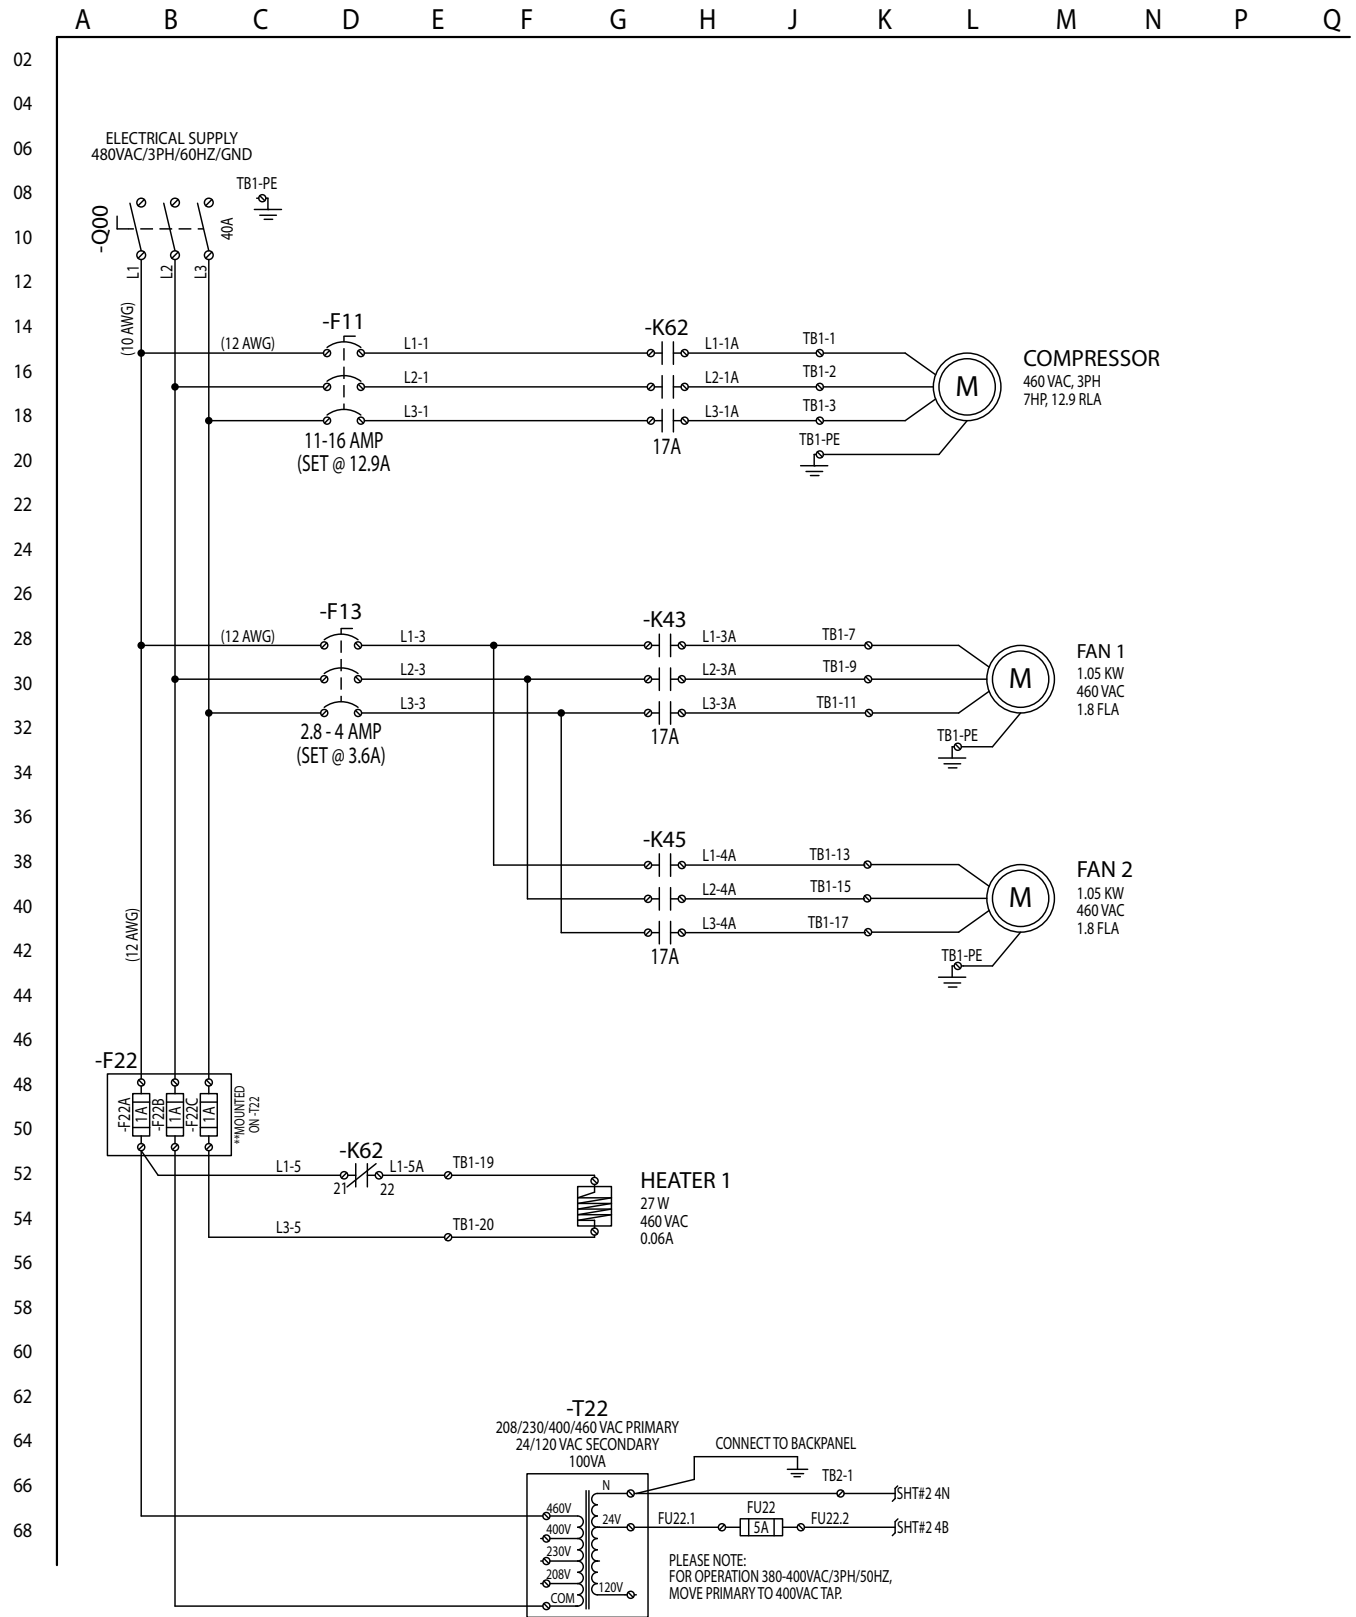 A B C D E F G H J K L M N P Q
02
04
06
08
10
12
14
16
18
20
22
24
26
28
30
32
34
36
38
40
42
44
46
48
50
52
54
56
58
60
62
64
66
68
ELECTRICAL SUPPLY
480VAC/3PH/60HZ/GND
TB1-PE
-Q00
40A
L1
L2
L3
(10 AWG)
(12 AWG)
-F11
L1-1
L2-1
L3-1
11-16 AMP
(SET @ 12.9A
-K62
17A
L1-1A
L2-1A
L3-1A
TB1-1
TB1-2
TB1-3
TB1-PE
M
COMPRESSOR
460 VAC, 3PH
7HP, 12.9 RLA
(12 AWG)
-F13
L1-3
L2-3
L3-3
2.8 - 4 AMP
(SET @ 3.6A)
-K43
17A
L1-3A
L2-3A
L3-3A
TB1-7
TB1-9
TB1-11
TB1-PE
M
FAN 1
1.05 KW
460 VAC
1.8 FLA
-K45
17A
L1-4A
L2-4A
L3-4A
TB1-13
TB1-15
TB1-17
TB1-PE
M
FAN 2
1.05 KW
460 VAC
1.8 FLA
(12 AWG)
-F22
-F22A
1A
-F22B
1A
-F22C
1A
**MOUNTED
ON -T22
L1-5
-K62
21
22
L1-5A
TB1-19
L3-5
TB1-20
HEATER 1
27 W
460 VAC
0.06A
-T22
208/230/400/460 VAC PRIMARY
24/120 VAC SECONDARY
100VA
CONNECT TO BACKPANEL
460V
400V
230V
208V
COM
N
24V
120V
TB2-1
SHT#2 4N
FU22.1
FU22
5A
FU22.2
SHT#2 4B
PLEASE NOTE:
FOR OPERATION 380-400VAC/3PH/50HZ,
MOVE PRIMARY TO 400VAC TAP.